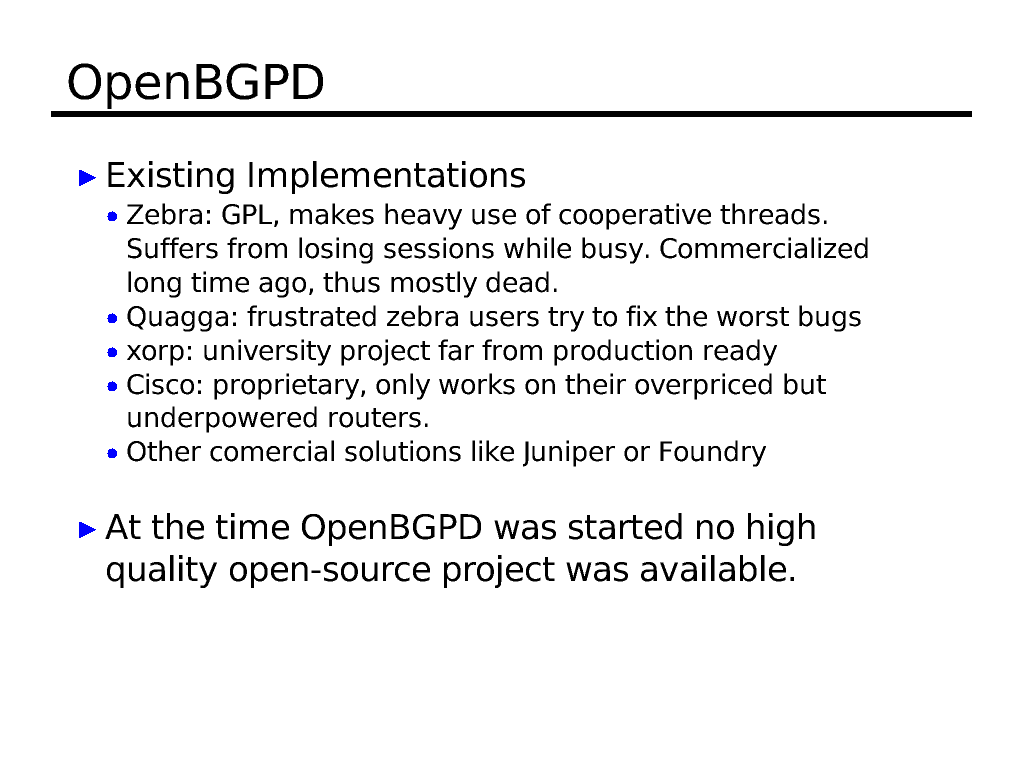 OpenBGPD
Existing Implementations
Zebra: GPL, makes heavy use of cooperative threads.
Suffers from losing sessions while busy. Commercialized
long time ago, thus mostly dead.
Quagga: frustrated zebra users try to fix the worst bugs
xorp: university project far from production ready
Cisco: proprietary, only works on their overpriced but
underpowered routers.
Other comercial solutions like Juniper or Foundry
At the time OpenBGPD was started no high
quality open-source project was available.